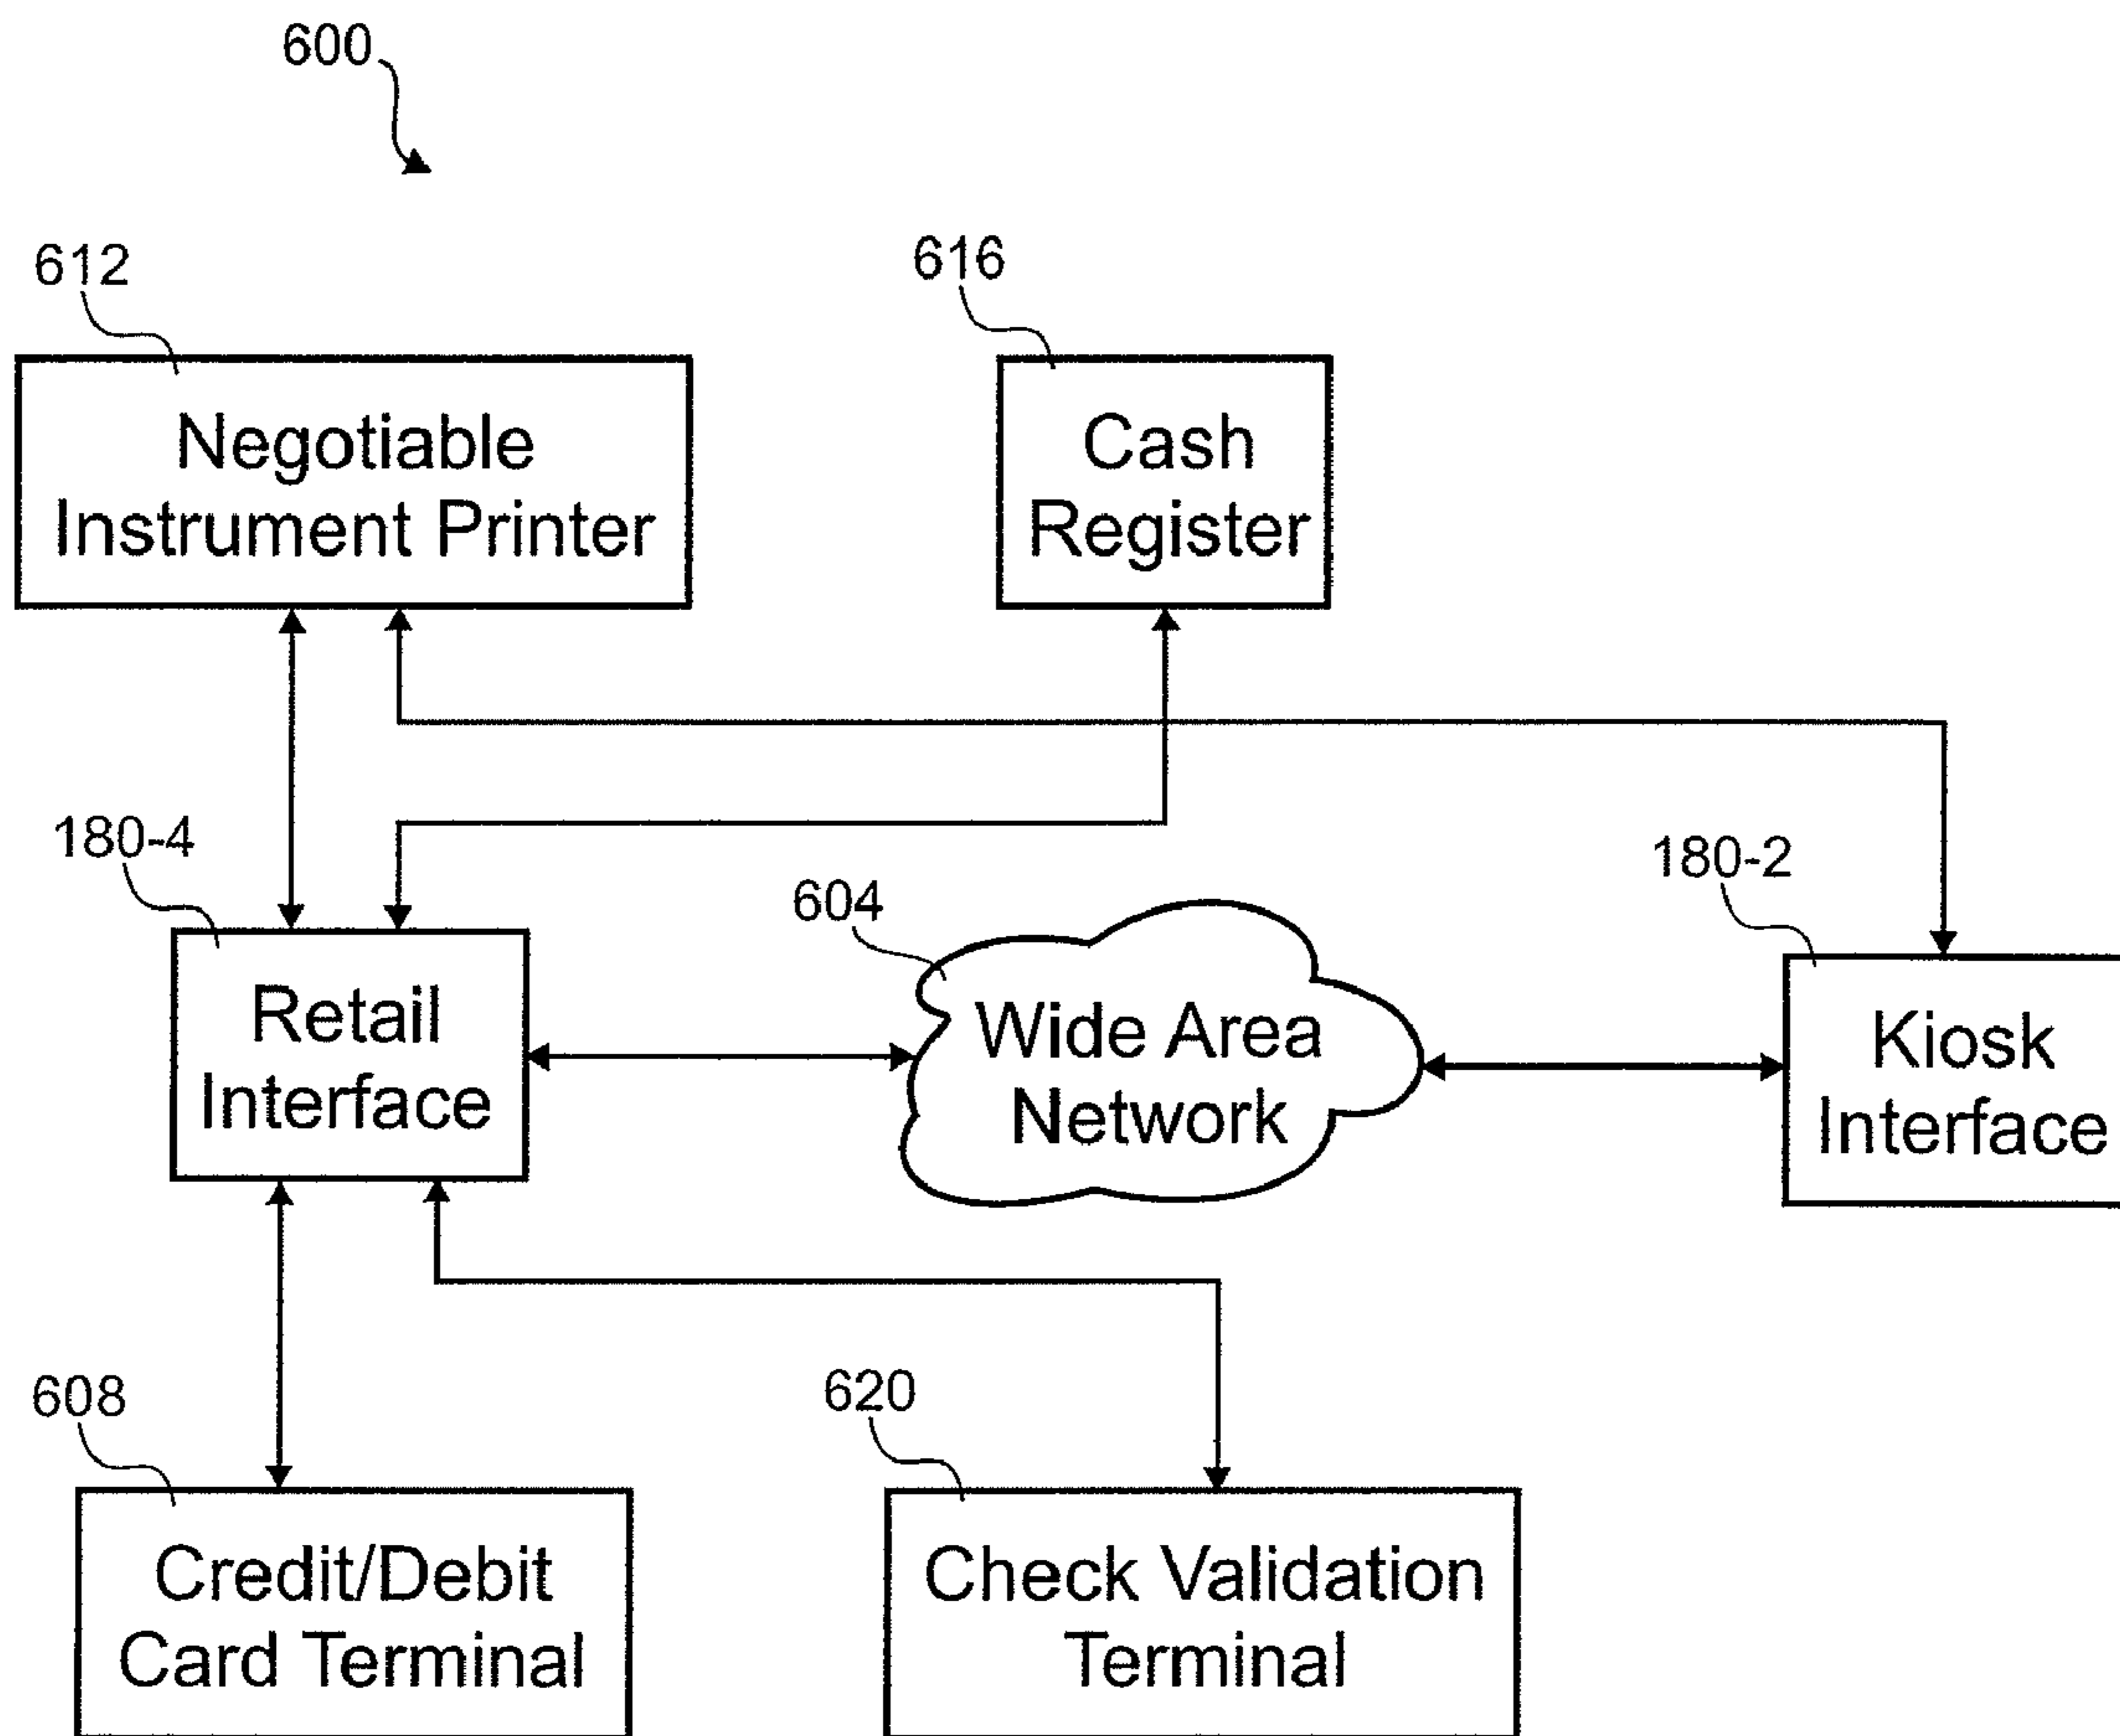 600
612
616
Negotiable
Instrument Printer
Cash
Register
180-4
604
180-2
Retail
Interface
Wide Area
Network
Kiosk
Interface
608
620
Credit/Debit
Card Terminal
Check Validation
Terminal